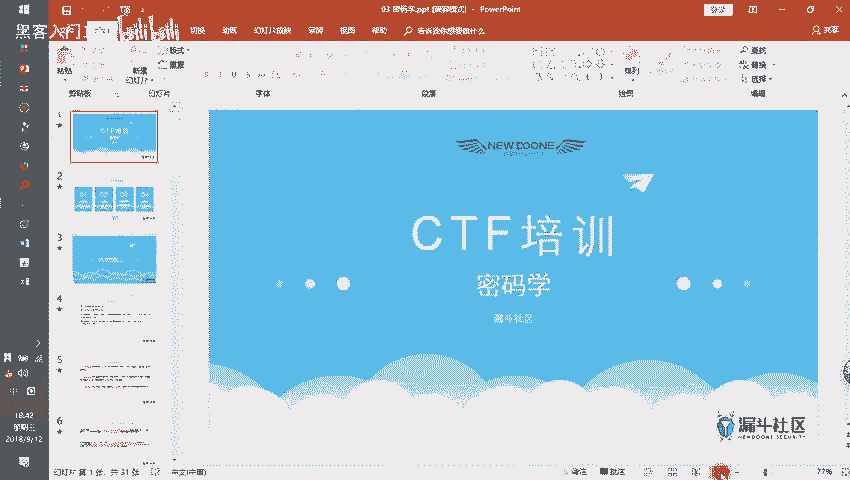 03 密码学.ppt [兼容模式] - PowerPoint
登录
黑客入门
bilibili
切换
动画
幻灯片放映
审阅
视图
帮助
告诉我你想要做什么
共享
粘贴
新建
幻灯片
版式
重置
排列
查找
替换
选择
剪贴板
幻灯片
字体
段落
绘图
编辑
1
2
3
4
5
6
NEWDOONE
CTF培训
密码学
漏斗社区
漏斗社区
NEWDOONE SECURITY
18:42
星期三
2018/9/12
幻灯片 第 1 张，共 31 张
中文(中国)
备注
批注
77%